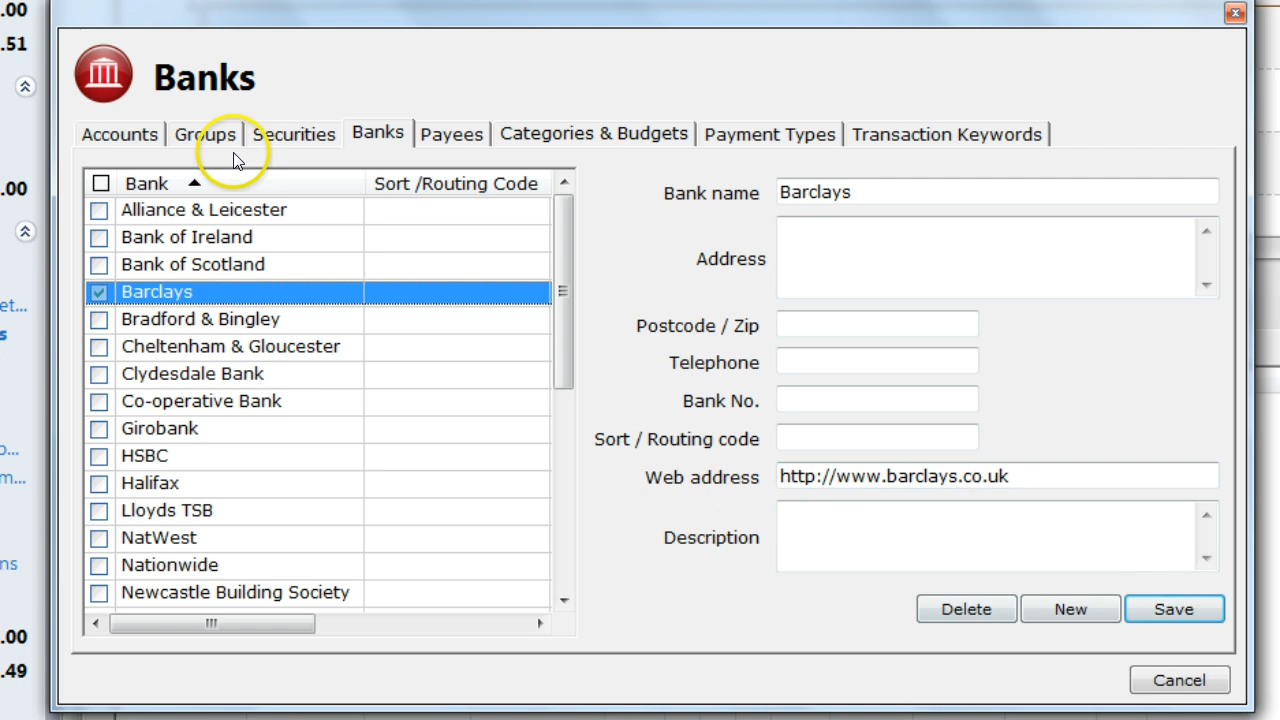 .00
.51
.00
et...
s
o...
m...
ns
.00
.49
Banks
Accounts
Groups
Securities
Banks
Payees
Categories & Budgets
Payment Types
Transaction Keywords
Bank
Sort /Routing Code
Alliance & Leicester
Bank of Ireland
Bank of Scotland
Barclays
Bradford & Bingley
Cheltenham & Gloucester
Clydesdale Bank
Co-operative Bank
Girobank
HSBC
Halifax
Lloyds TSB
NatWest
Nationwide
Newcastle Building Society
Bank name
Barclays
Address
Postcode / Zip
Telephone
Bank No.
Sort / Routing code
Web address
http://www.barclays.co.uk
Description
Delete
New
Save
Cancel